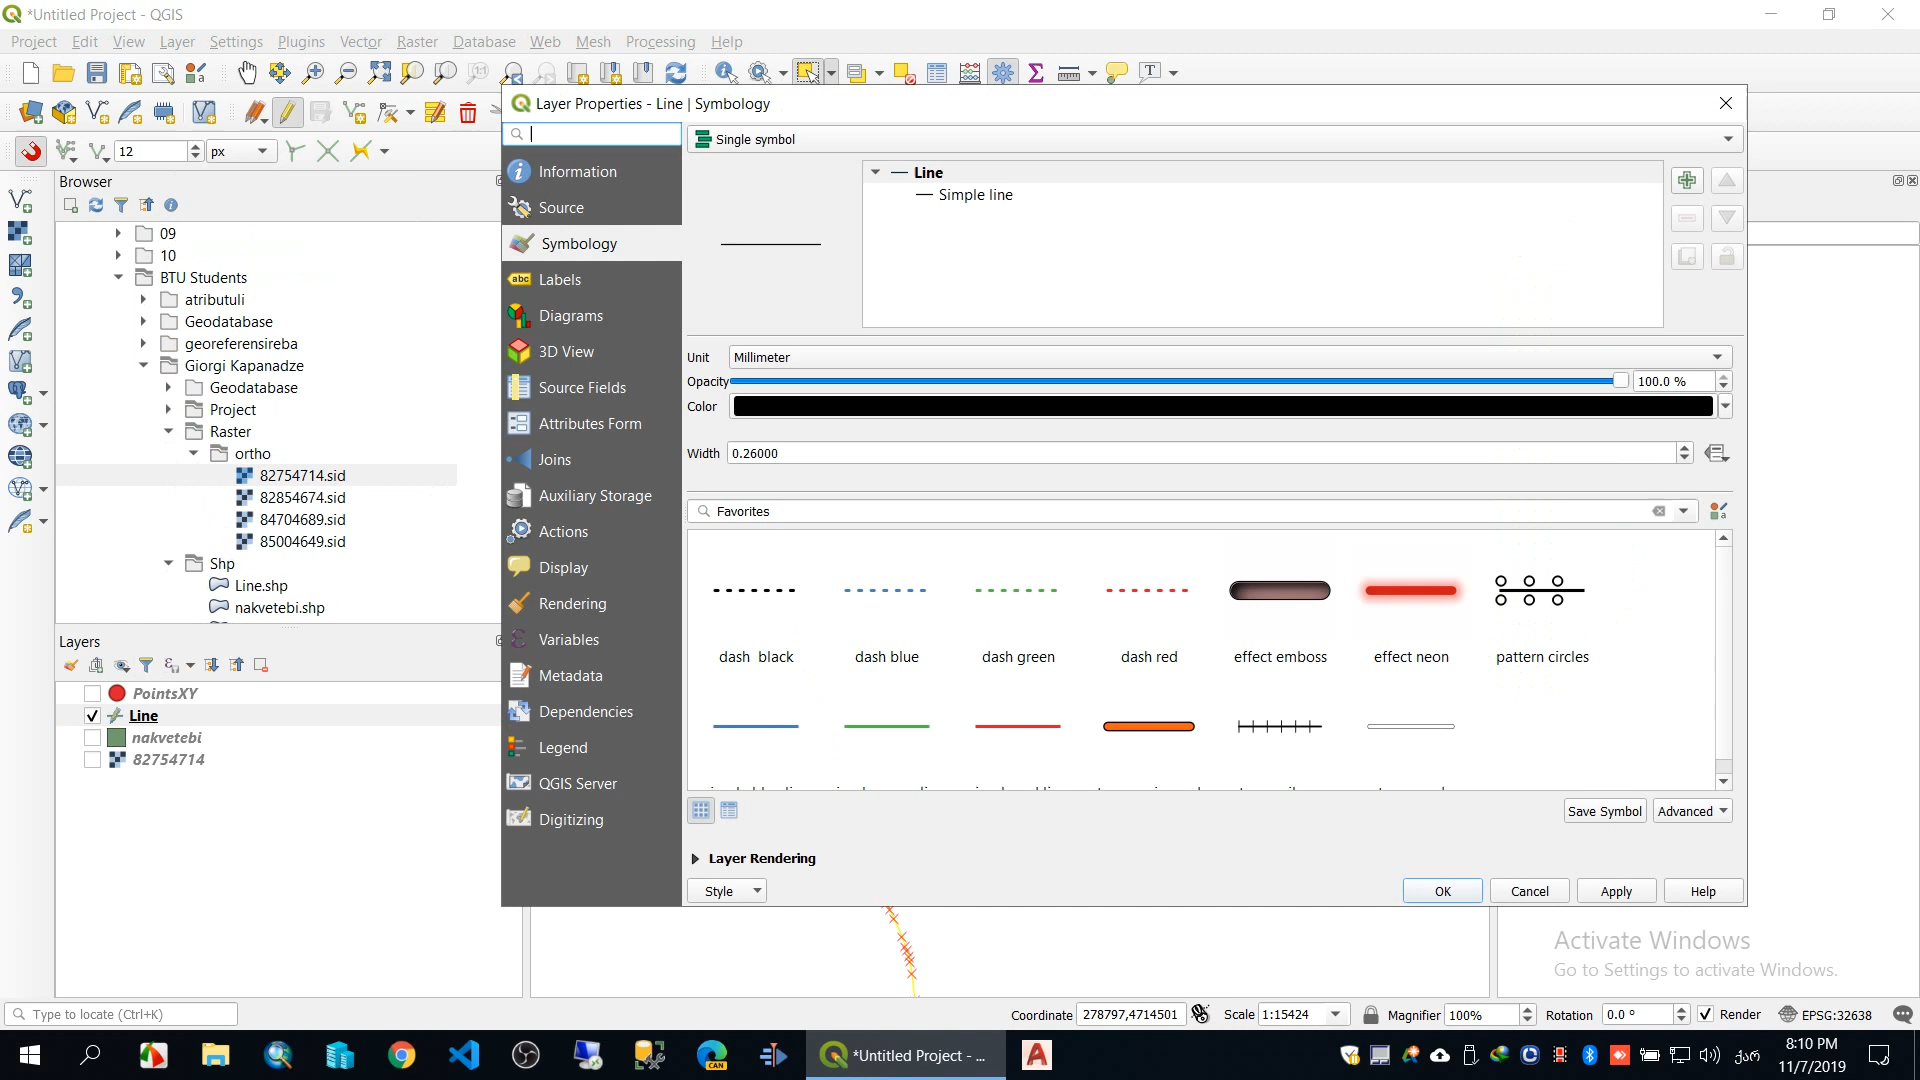 *Untitled Project - QGIS
Project Edit View Layer Settings Plugins Vector Raster Database Web Mesh Processing Help
12 px
Browser
09
10
BTU Students
atributuli
Geodatabase
georeferensireba
Giorgi Kapanadze
Geodatabase
Project
Raster
ortho
82754714.sid
82854674.sid
84704689.sid
85004649.sid
Shp
Line.shp
nakvetebi.shp
Layers
PointsXY
Line
nakvetebi
82754714
Layer Properties - Line | Symbology
Information
Source
Symbology
Labels
Diagrams
3D View
Source Fields
Attributes Form
Joins
Auxiliary Storage
Actions
Display
Rendering
Variables
Metadata
Dependencies
Legend
QGIS Server
Digitizing
Single symbol
Line
Simple line
Unit Millimeter
Opacity 100.0 %
Color
Width 0.26000
Favorites
dash  black dash blue dash green dash red effect emboss effect neon pattern circles
Save Symbol Advanced
Layer Rendering
Style OK Cancel Apply Help
Activate Windows
Go to Settings to activate Windows.
Type to locate (Ctrl+K) Coordinate 278797,4714501 Scale 1:15424 Magnifier 100% Rotation 0.0 ° Render EPSG:32638
*Untitled Project - ...
ქარ
8:10 PM
11/7/2019